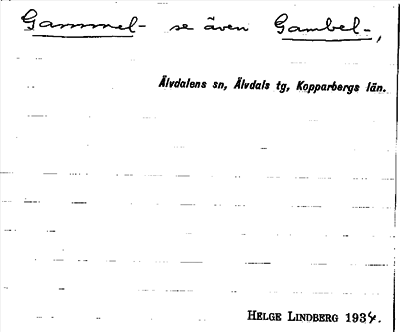 Gammel- se även Gambel-,
Älvdalens sn, Älvdals tg, Kopparbergs län.
HELGE LINDBERG 1934.